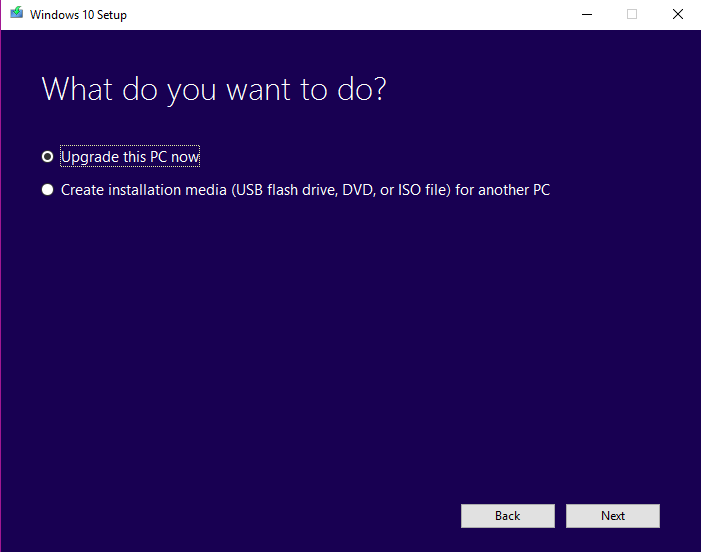 Windows 10 Setup
What do you want to do?
Upgrade this PC now
Create installation media (USB flash drive, DVD, or ISO file) for another PC
Back Next